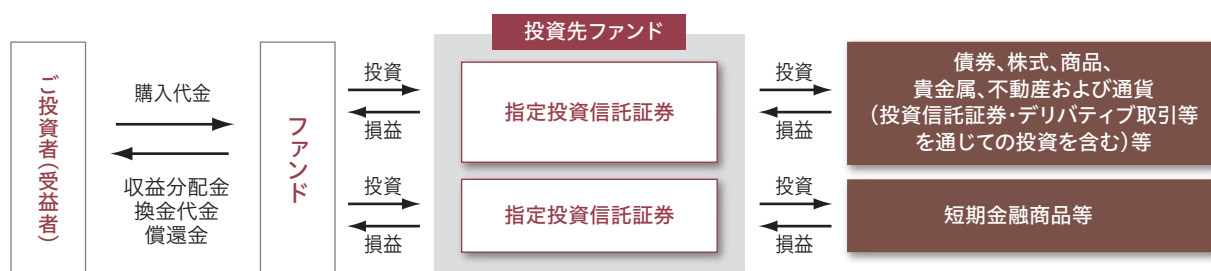 ご投資者（受益者）
購入代金
収益分配金
換金代金
償還金
ファンド
投資
損益
投資
損益
投資先ファンド
指定投資信託証券
指定投資信託証券
投資
損益
投資
損益
債券、株式、商品、
貴金属、不動産および通貨
（投資信託証券・デリバティブ取引等
を通じての投資を含む）等
短期金融商品等